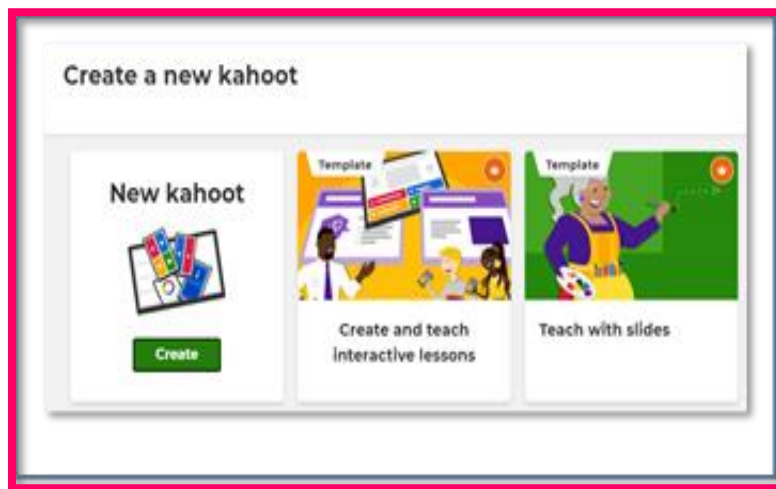 Create a new kahoot
New kahoot
Create
Template
Create and teach
interactive lessons
Template
Teach with slides